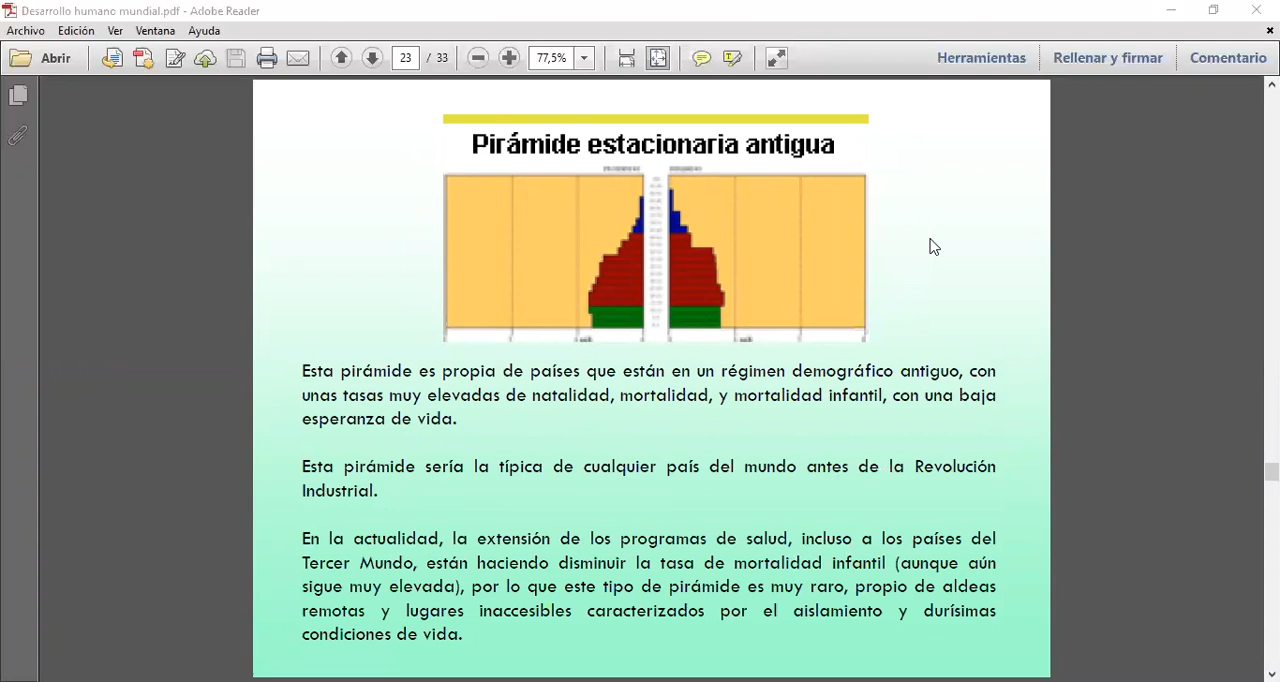 Desarrollo humano mundial.pdf - Adobe Reader
Archivo Edición Ver Ventana Ayuda
Abrir 23 / 33 77,5% Herramientas Rellenar y firmar Comentario
Pirámide estacionaria antigua
Esta pirámide es propia de países que están en un régimen demográfico antiguo, con
unas tasas muy elevadas de natalidad, mortalidad, y mortalidad infantil, con una baja
esperanza de vida.
Esta pirámide sería la típica de cualquier país del mundo antes de la Revolución
Industrial.
En la actualidad, la extensión de los programas de salud, incluso a los países del
Tercer Mundo, están haciendo disminuir la tasa de mortalidad infantil (aunque aún
sigue muy elevada), por lo que este tipo de pirámide es muy raro, propio de aldeas
remotas y lugares inaccesibles caracterizados por el aislamiento y durísimas
condiciones de vida.